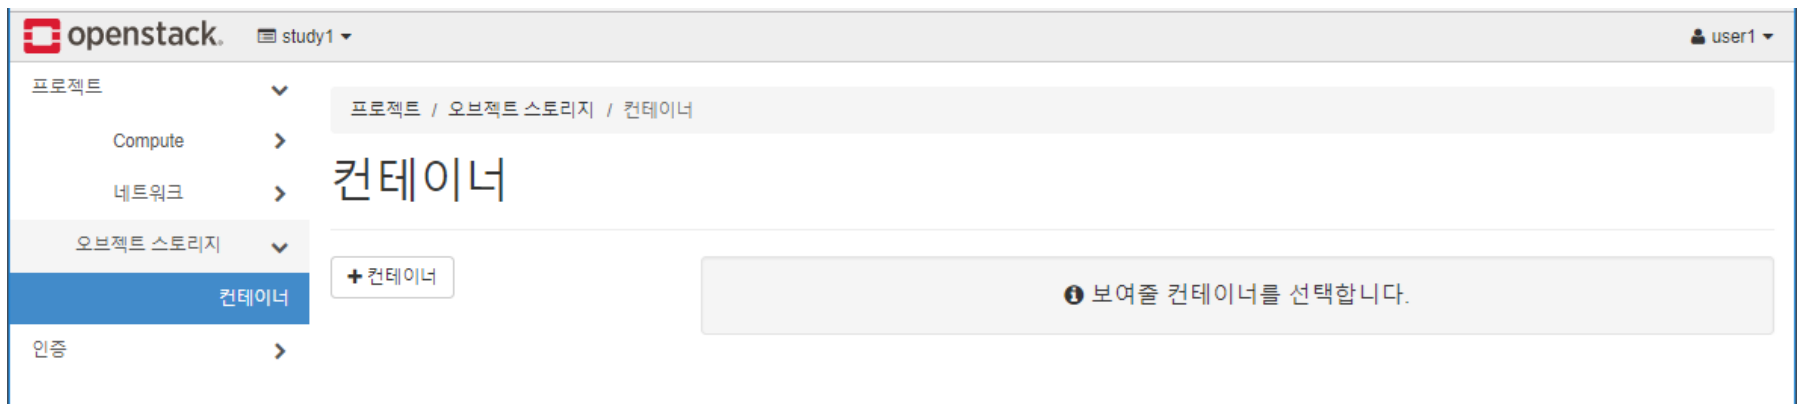 openstack. study1 user1
프로젝트
Compute
네트워크
오브젝트 스토리지
컨테이너
인증
프로젝트 / 오브젝트 스토리지 / 컨테이너
컨테이너
+컨테이너
보여줄 컨테이너를 선택합니다.